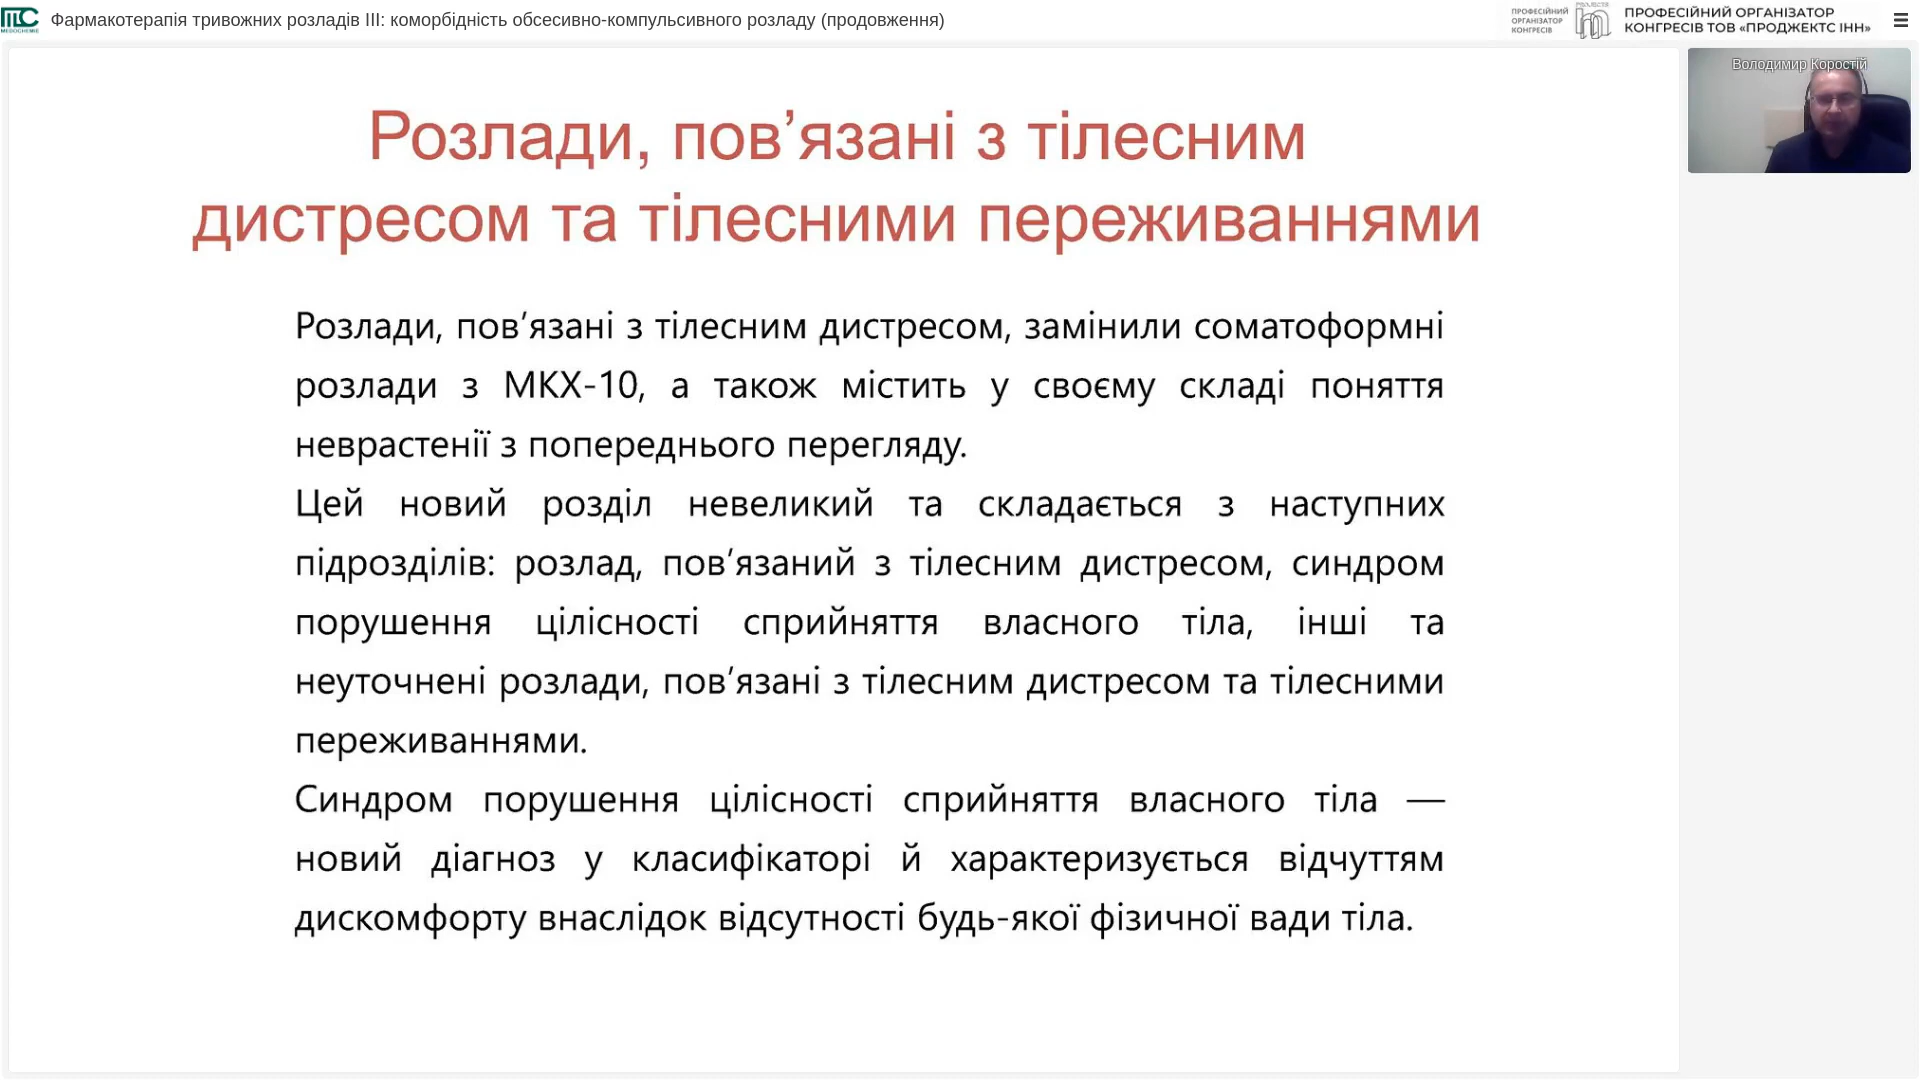 Фармакотерапія тривожних розладів III: коморбідність обсесивно-компульсивного розладу (продовження)
MEDOCHEMIE
ПРОФЕСІЙНИЙ
ОРГАНІЗАТОР
КОНГРЕСІВ
ПРОФЕСІЙНИЙ ОРГАНІЗАТОР
КОНГРЕСІВ ТОВ «ПРОДЖЕКТС ІНН»
Володимир Коростій
Розлади, пов’язані з тілесним
дистресом та тілесними переживаннями
Розлади, пов’язані з тілесним дистресом, замінили соматоформні
розлади з МКХ-10, а також містить у своєму складі поняття
неврастенії з попереднього перегляду.
Цей новий розділ невеликий та складається з наступних
підрозділів: розлад, пов’язаний з тілесним дистресом, синдром
порушення цілісності сприйняття власного тіла, інші та
неуточнені розлади, пов’язані з тілесним дистресом та тілесними
переживаннями.
Синдром порушення цілісності сприйняття власного тіла —
новий діагноз у класифікаторі й характеризується відчуттям
дискомфорту внаслідок відсутності будь-якої фізичної вади тіла.